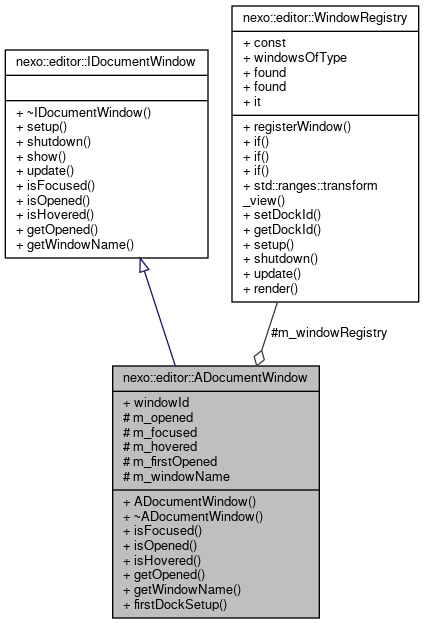 nexo::editor::IDocumentWindow
+ ~IDocumentWindow()
+ setup()
+ shutdown()
+ show()
+ update()
+ isFocused()
+ isOpened()
+ isHovered()
+ getOpened()
+ getWindowName()
nexo::editor::WindowRegistry
+ const
+ windowsOfType
+ found
+ found
+ it
+ registerWindow()
+ if()
+ if()
+ if()
+ std::ranges::transform
_view()
+ setDockId()
+ getDockId()
+ setup()
+ shutdown()
+ update()
+ render()
#m_windowRegistry
nexo::editor::ADocumentWindow
+ windowId
# m_opened
# m_focused
# m_hovered
# m_firstOpened
# m_windowName
+ ADocumentWindow()
+ ~ADocumentWindow()
+ isFocused()
+ isOpened()
+ isHovered()
+ getOpened()
+ getWindowName()
+ firstDockSetup()